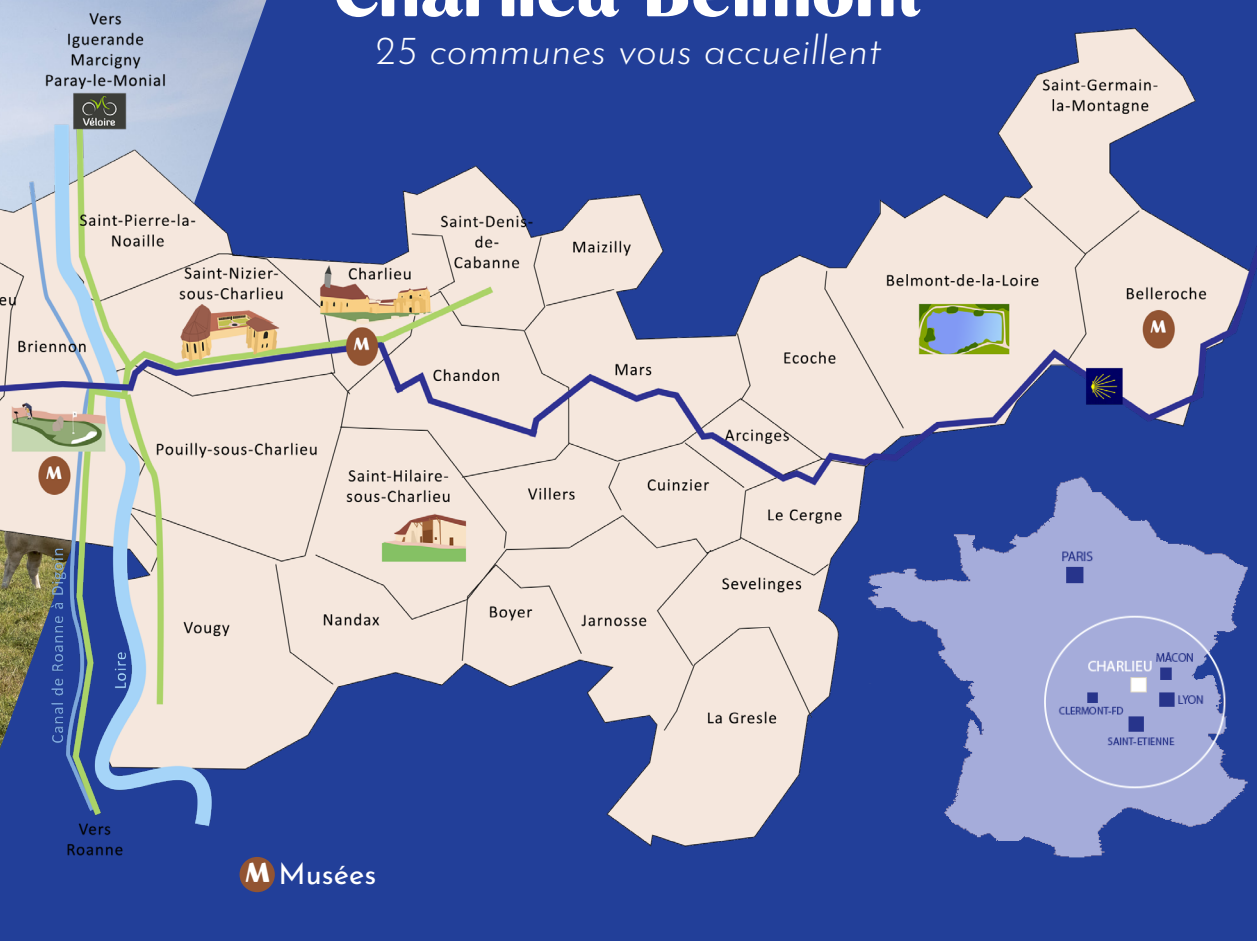 Charlieu Belmont
25 communes vous accueillent
Vers
Iguerande
Marcigny
Paray-le-Monial
Véloire
Saint-Germain-
la-Montagne
Saint-Pierre-la-
Noaille
Saint-Denis-
de-
Cabanne
Maizilly
Saint-Nizier-
sous-Charlieu
Charlieu
Belmont-de-la-Loire
Belleroche
M
eu
Briennon
M
Ecoche
Chandon
Mars
Arcinges
Pouilly-sous-Charlieu
M
Saint-Hilaire-
sous-Charlieu
Villers
Cuinzier
Le Cergne
Sevelinges
Vougy
Nandax
Boyer
Jarnosse
La Gresle
Canal de Roanne à Digoin
Loire
Vers
Roanne
M Musées
PARIS
CHARLIEU
MÂCON
CLERMONT-FD
LYON
SAINT-ETIENNE